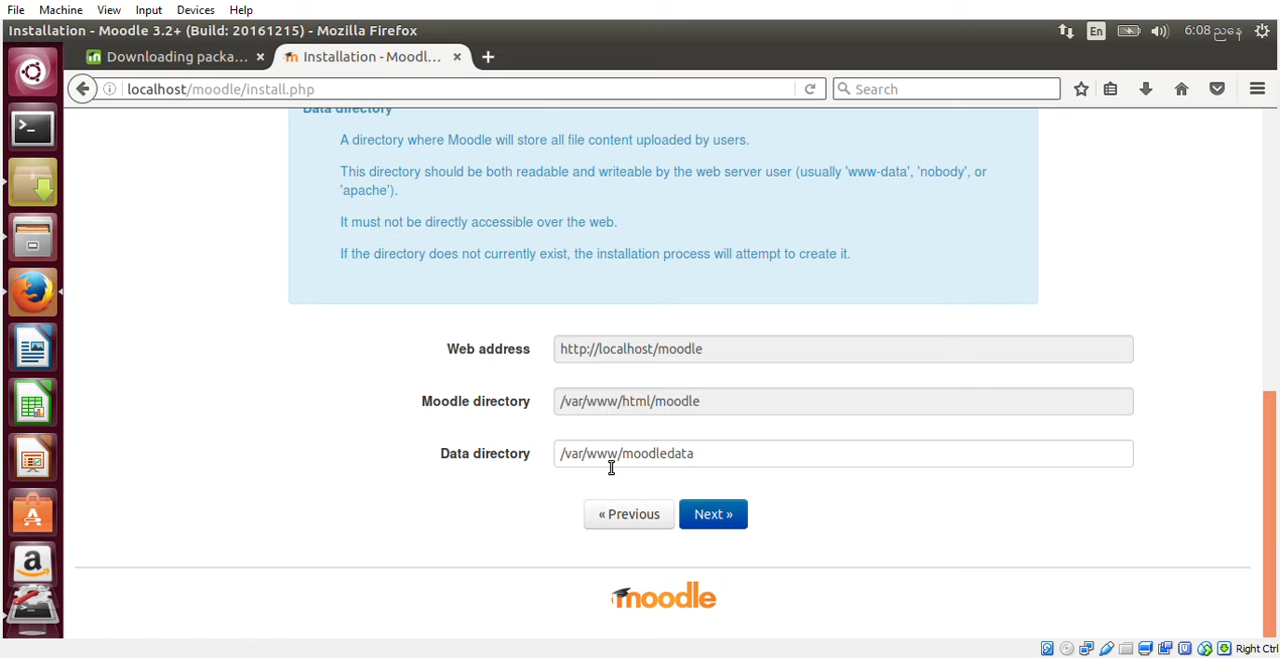 File Machine View Input Devices Help
Installation - Moodle 3.2+ (Build: 20161215) - Mozilla Firefox
En 6:08 ညနေ
Downloading packa... × Installation - Moodl... ×
localhost/moodle/install.php Search
Data directory
A directory where Moodle will store all file content uploaded by users.
This directory should be both readable and writeable by the web server user (usually 'www-data', 'nobody', or
'apache').
It must not be directly accessible over the web.
If the directory does not currently exist, the installation process will attempt to create it.
Web address http://localhost/moodle
Moodle directory /var/www/html/moodle
Data directory /var/www/moodledata
« Previous Next »
moodle
Right Ctrl